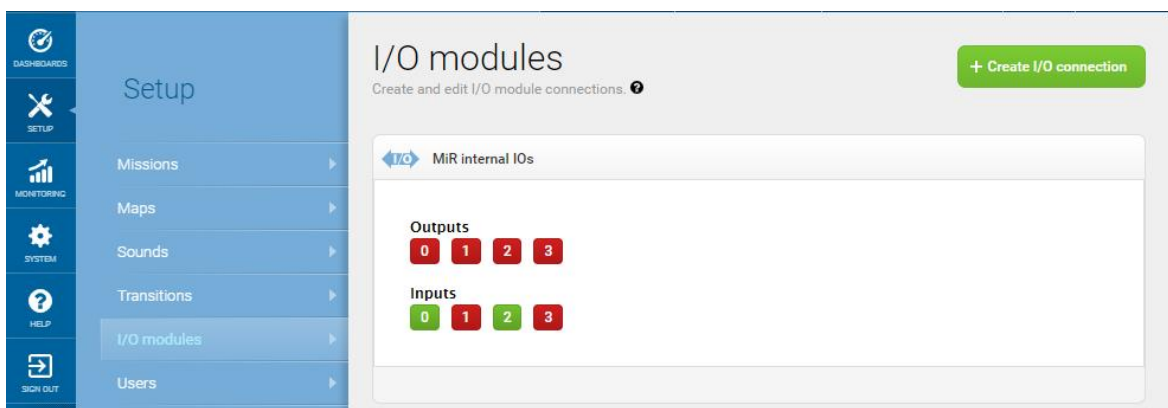 DASHBOARDS
SETUP
MONITORING
SYSTEM
HELP
SIGN OUT
Setup
Missions
Maps
Sounds
Transitions
I/O modules
Users
I/O modules
Create and edit I/O module connections. ?
+ Create I/O connection
I/O MiR internal IOs
Outputs
0 1 2 3
Inputs
0 1 2 3